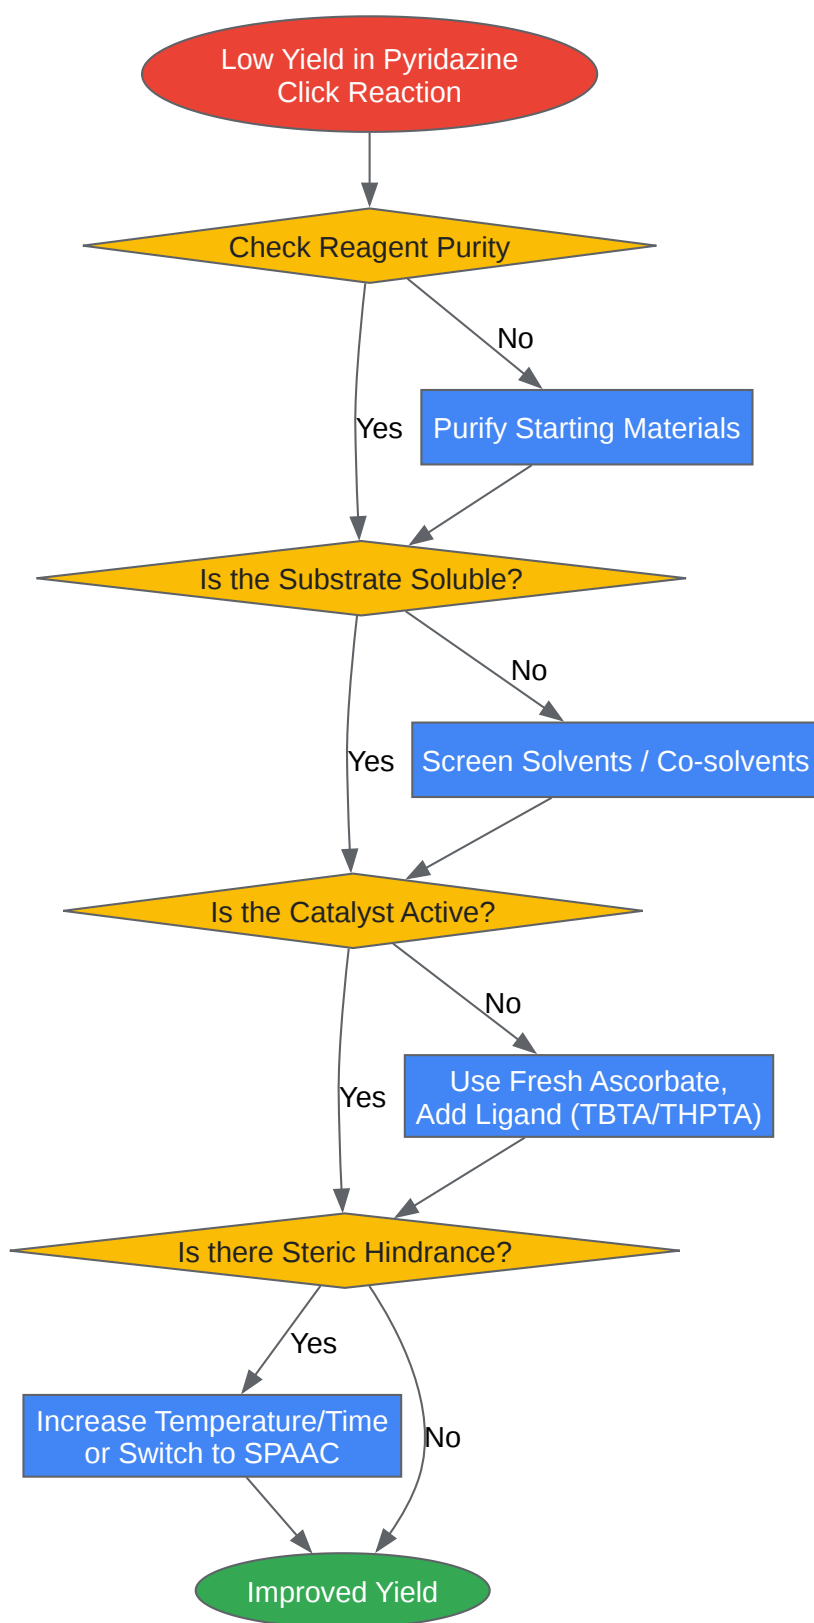 Low Yield in Pyridazine
Click Reaction
Check Reagent Purity
No
Yes
Purify Starting Materials
Is the Substrate Soluble?
No
Yes
Screen Solvents / Co-solvents
Is the Catalyst Active?
No
Yes
Use Fresh Ascorbate,
Add Ligand (TBTA/THPTA)
Is there Steric Hindrance?
Yes
Increase Temperature/Time
or Switch to SPAAC
No
Improved Yield